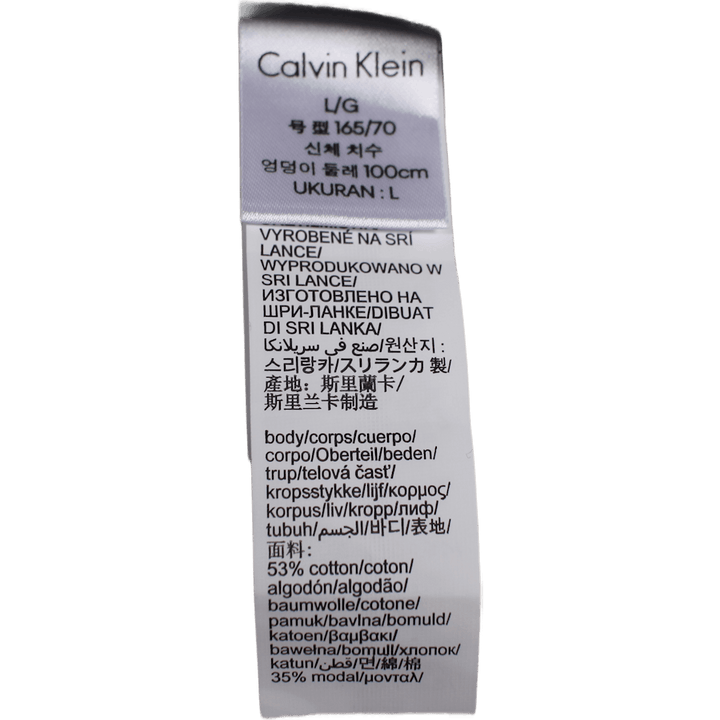 Calvin Klein
L/G
号型 165/70
신체 치수
엉덩이 둘레 100cm
UKURAN : L
VYROBENÉ NA SRÍ
LANCE/
WYPRODUKOWANO W
SRI LANCE/
ИЗГОТОВЛЕНО НА
ШРИ-ЛАНКЕ/DIBUAT
DI SRI LANKA/
صنع في سريلانكا/원산지 :
스리랑카/スリランカ 製/
產地：斯里蘭卡/
斯里兰卡制造
body/corps/cuerpo/
corpo/Oberteil/beden/
trup/telová časť/
kropsstykke/lijf/κορμος/
korpus/liv/kropp/лиф/
tubuh/الجسم/바디/表地/
面料：
53% cotton/coton/
algodón/algodão/
baumwolle/cotone/
pamuk/bavlna/bomuld/
katoen/βαμβακι/
bawełna/bomull/хлопок/
katun/قطن/면/綿/棉
35% modal/μονταλ/